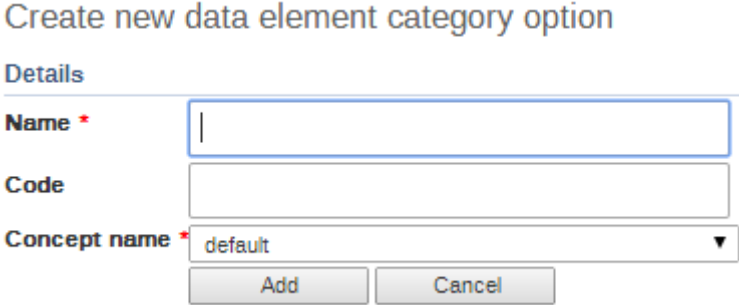 Create new data element category option
Details
Name *
Code
Concept name * default
Add Cancel